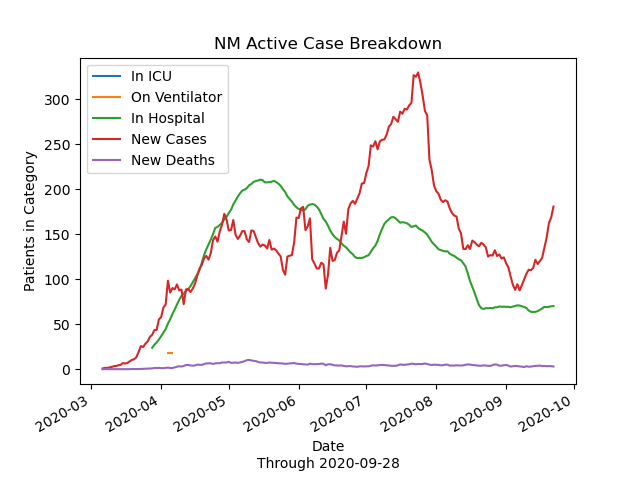 NM Active Case Breakdown
In ICU
On Ventilator
In Hospital
New Cases
New Deaths
Patients in Category
300
250
200
150
100
50
0
2020-03
2020-04
2020-05
2020-06
2020-07
2020-08
2020-09
2020-10
Date
Through 2020-09-28